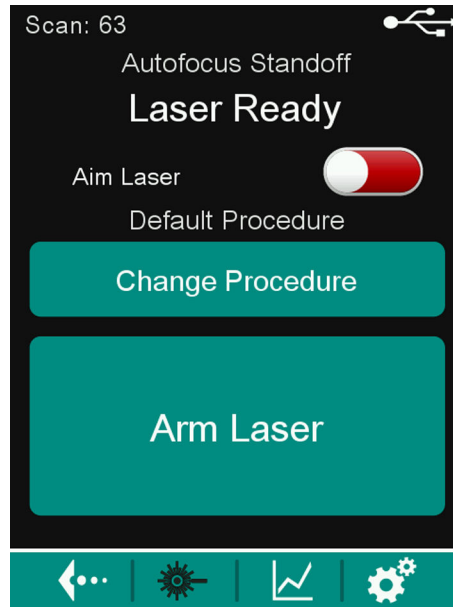 Scan: 63
Autofocus Standoff
Laser Ready
Aim Laser
Default Procedure
Change Procedure
Arm Laser